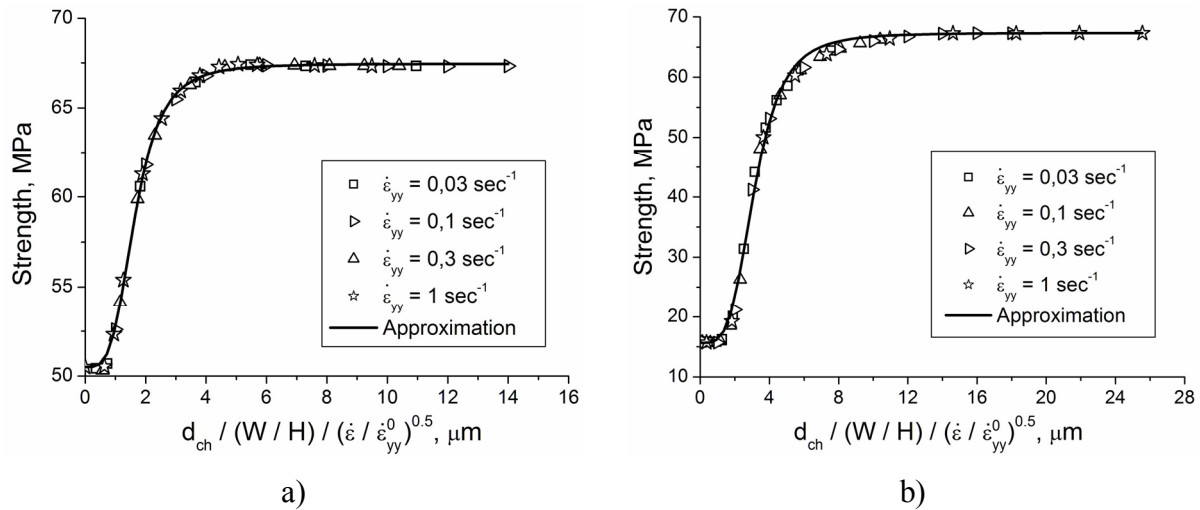 70
65
60
55
50
Strength, MPa
ε̇yy = 0,03 sec⁻¹
ε̇yy = 0,1 sec⁻¹
ε̇yy = 0,3 sec⁻¹
ε̇yy = 1 sec⁻¹
Approximation
0 2 4 6 8 10 12 14 16
d_ch / (W / H) / (ε̇ / ε̇⁰yy)^0.5, μm
a)
70
60
50
40
30
20
10
Strength, MPa
ε̇yy = 0,03 sec⁻¹
ε̇yy = 0,1 sec⁻¹
ε̇yy = 0,3 sec⁻¹
ε̇yy = 1 sec⁻¹
Approximation
0 4 8 12 16 20 24 28
d_ch / (W / H) / (ε̇ / ε̇⁰yy)^0.5, μm
b)